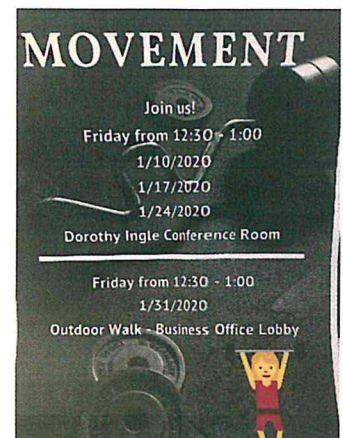 MOVEMENT
Join us!
Friday from 12:30 - 1:00
1/10/2020
1/17/2020
1/24/2020
Dorothy Ingle Conference Room
Friday from 12:30 - 1:00
1/31/2020
Outdoor Walk - Business Office Lobby